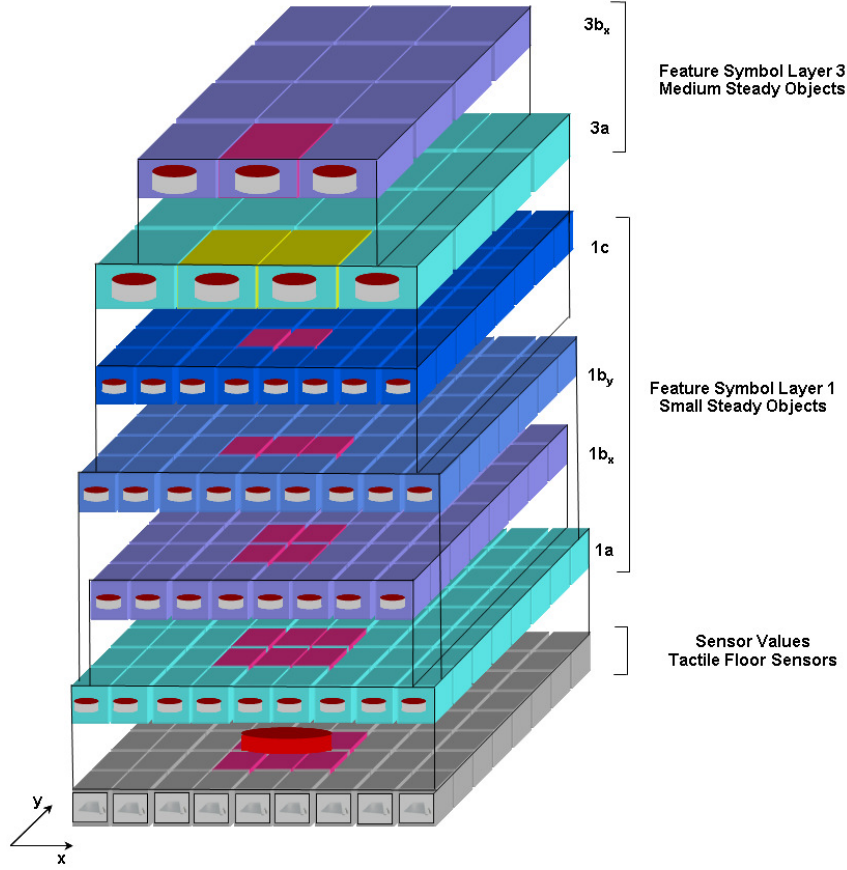 3bx
Feature Symbol Layer 3
Medium Steady Objects
3a
1c
1by
Feature Symbol Layer 1
Small Steady Objects
1bx
1a
Sensor Values
Tactile Floor Sensors
y
x